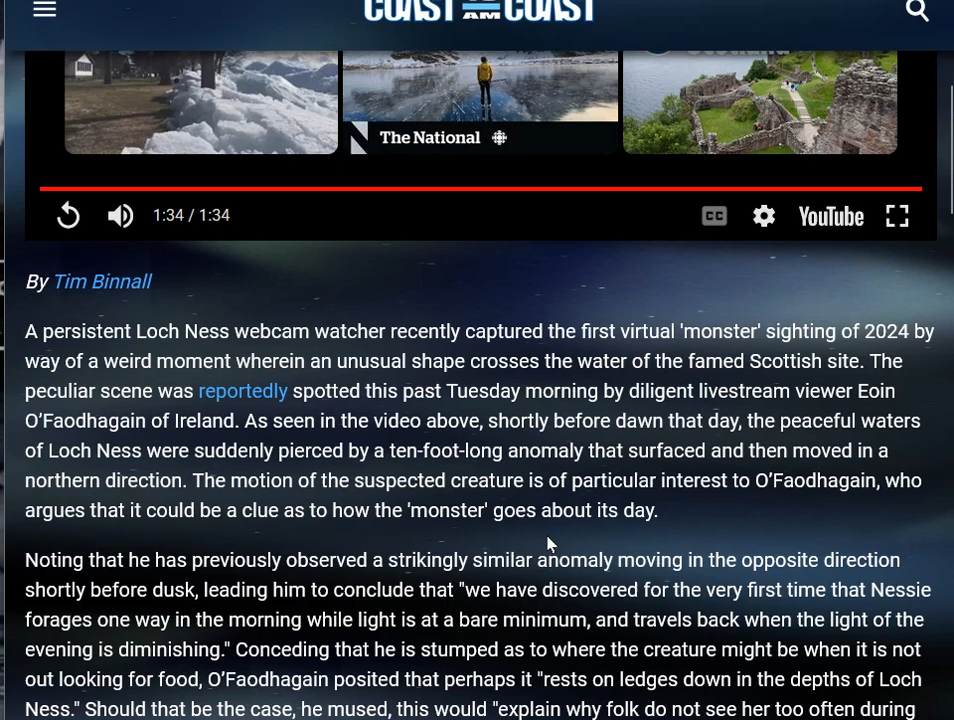 COAST AM COAST
The National
1:34 / 1:34
CC
YouTube
By Tim Binnall
A persistent Loch Ness webcam watcher recently captured the first virtual 'monster' sighting of 2024 by
way of a weird moment wherein an unusual shape crosses the water of the famed Scottish site. The
peculiar scene was reportedly spotted this past Tuesday morning by diligent livestream viewer Eoin
O’Faodhagain of Ireland. As seen in the video above, shortly before dawn that day, the peaceful waters
of Loch Ness were suddenly pierced by a ten-foot-long anomaly that surfaced and then moved in a
northern direction. The motion of the suspected creature is of particular interest to O’Faodhagain, who
argues that it could be a clue as to how the 'monster' goes about its day.
Noting that he has previously observed a strikingly similar anomaly moving in the opposite direction
shortly before dusk, leading him to conclude that "we have discovered for the very first time that Nessie
forages one way in the morning while light is at a bare minimum, and travels back when the light of the
evening is diminishing." Conceding that he is stumped as to where the creature might be when it is not
out looking for food, O’Faodhagain posited that perhaps it "rests on ledges down in the depths of Loch
Ness." Should that be the case, he mused, this would "explain why folk do not see her too often during